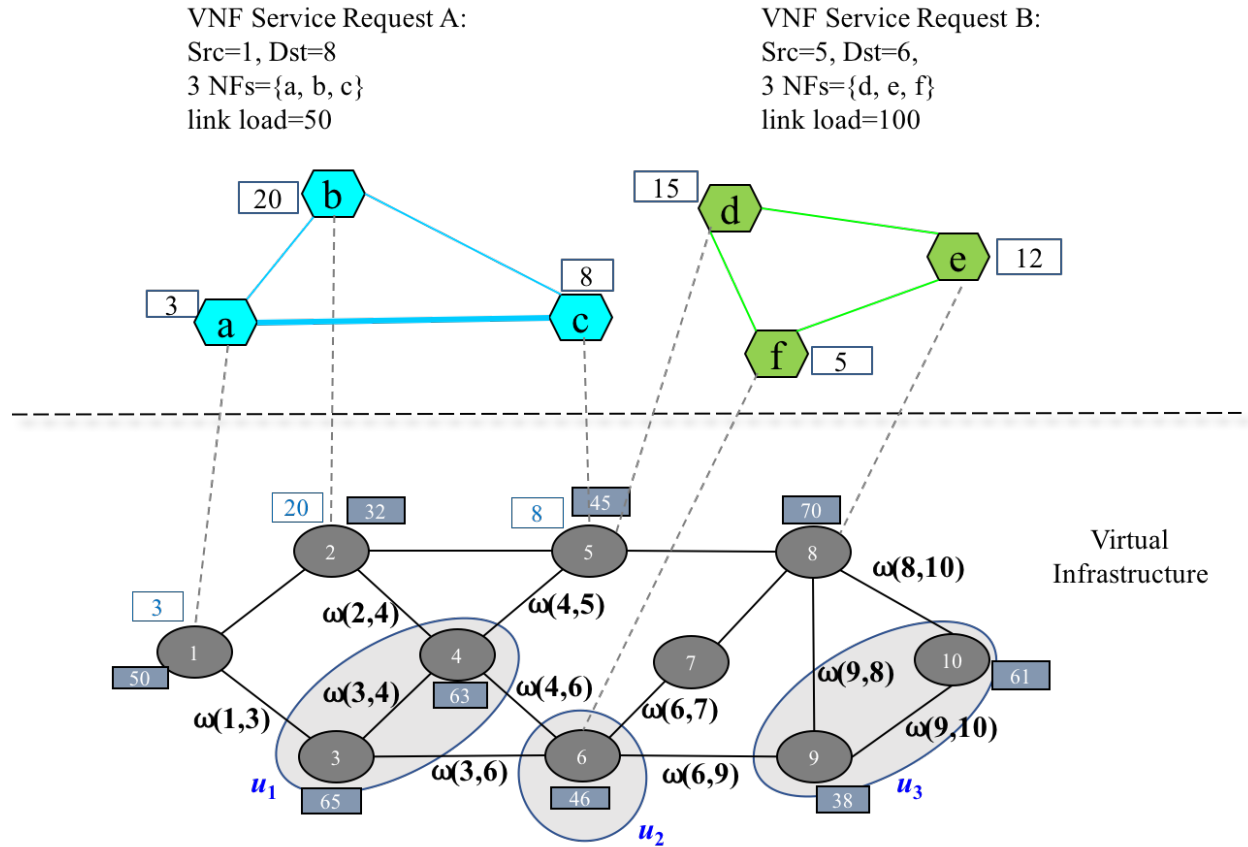 VNF Service Request A:
Src=1, Dst=8
3 NFs={a, b, c}
link load=50
VNF Service Request B:
Src=5, Dst=6,
3 NFs={d, e, f}
link load=100
20
b
15
d
3
a
8
c
e
12
f
5
20
32
8
45
70
2
5
8
ω(8,10)
Virtual
Infrastructure
3
ω(2,4)
ω(4,5)
1
4
7
10
50
ω(3,4)
63
ω(4,6)
ω(9,8)
61
ω(1,3)
ω(6,7)
ω(9,10)
3
6
9
ω(3,6)
ω(6,9)
u1
65
46
38
u3
u2